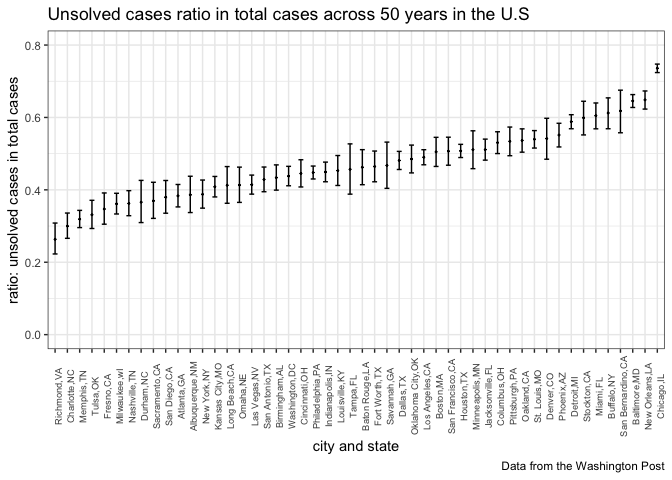 Unsolved cases ratio in total cases across 50 years in the U.S
ratio: unsolved cases in total cases
0.8
0.6
0.4
0.2
0.0
Richmond,VA
Charlotte,NC
Memphis,TN
Tulsa,OK
Fresno,CA
Milwaukee,wI
Nashville,TN
Durham,NC
Sacramento,CA
San Diego,CA
Atlanta,GA
Albuquerque,NM
New York,NY
Kansas City,MO
Long Beach,CA
Omaha,NE
Las Vegas,NV
San Antonio,TX
Birmingham,AL
Washington,DC
Cincinnati,OH
Philadelphia,PA
Indianapolis,IN
Louisville,KY
Tampa,FL
Baton Rouge,LA
Fort Worth,TX
Savannah,GA
Dallas,TX
Oklahoma City,OK
Los Angeles,CA
Boston,MA
San Francisco,CA
Houston,TX
Minneapolis,MN
Jacksonville,FL
Columbus,OH
Pittsburgh,PA
Oakland,CA
St. Louis,MO
Denver,CO
Phoenix,AZ
Detroit,MI
Stockton,CA
Miami,FL
Buffalo,NY
San Bernardino,CA
Baltimore,MD
New Orleans,LA
Chicago,IL
city and state
Data from the Washington Post